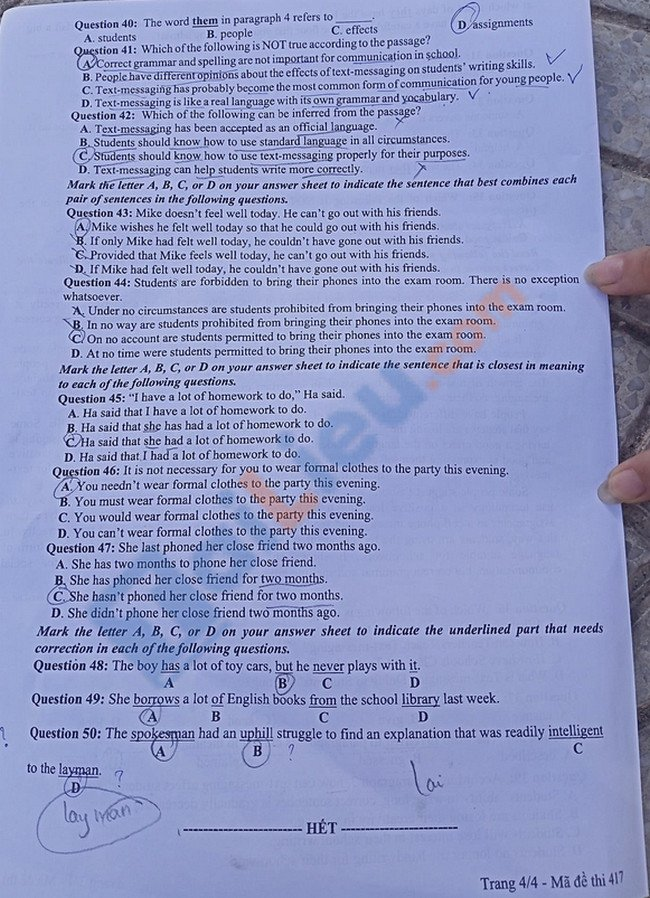 Question 40: The word them in paragraph 4 refers to ______.
A. students B. people C. effects D. assignments
Question 41: Which of the following is NOT true according to the passage?
A. Correct grammar and spelling are not important for communication in school.
B. People have different opinions about the effects of text-messaging on students' writing skills.
C. Text-messaging has probably become the most common form of communication for young people.
D. Text-messaging is like a real language with its own grammar and vocabulary.
Question 42: Which of the following can be inferred from the passage?
A. Text-messaging has been accepted as an official language.
B. Students should know how to use standard language in all circumstances.
C. Students should know how to use text-messaging properly for their purposes.
D. Text-messaging can help students write more correctly.
Mark the letter A, B, C, or D on your answer sheet to indicate the sentence that best combines each
pair of sentences in the following questions.
Question 43: Mike doesn't feel well today. He can't go out with his friends.
A. Mike wishes he felt well today so that he could go out with his friends.
B. If only Mike had felt well today, he couldn't have gone out with his friends.
C. Provided that Mike feels well today, he can't go out with his friends.
D. If Mike had felt well today, he couldn't have gone out with his friends.
Question 44: Students are forbidden to bring their phones into the exam room. There is no exception
whatsoever.
A. Under no circumstances are students prohibited from bringing their phones into the exam room.
B. In no way are students prohibited from bringing their phones into the exam room.
C. On no account are students permitted to bring their phones into the exam room.
D. At no time were students permitted to bring their phones into the exam room.
Mark the letter A, B, C, or D on your answer sheet to indicate the sentence that is closest in meaning
to each of the following questions.
Question 45: “I have a lot of homework to do,” Ha said.
A. Ha said that I have a lot of homework to do.
B. Ha said that she has had a lot of homework to do.
C. Ha said that she had a lot of homework to do.
D. Ha said that I had a lot of homework to do.
Question 46: It is not necessary for you to wear formal clothes to the party this evening.
A. You needn't wear formal clothes to the party this evening.
B. You must wear formal clothes to the party this evening.
C. You would wear formal clothes to the party this evening.
D. You can't wear formal clothes to the party this evening.
Question 47: She last phoned her close friend two months ago.
A. She has two months to phone her close friend.
B. She has phoned her close friend for two months.
C. She hasn't phoned her close friend for two months.
D. She didn't phone her close friend two months ago.
Mark the letter A, B, C, or D on your answer sheet to indicate the underlined part that needs
correction in each of the following questions.
Question 48: The boy has a lot of toy cars, but he never plays with it.
A B C D
Question 49: She borrows a lot of English books from the school library last week.
A B C D
? Question 50: The spokesman had an uphill struggle to find an explanation that was readily intelligent
A B ? C
to the layman.
D ?
lai
lay man
HẾT
Trang 4/4 - Mã đề thi 417